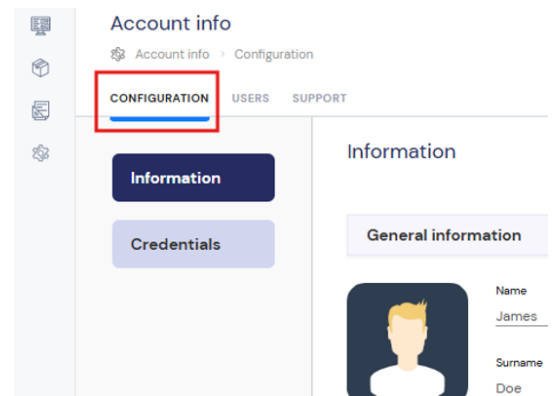 Account info
Account info > Configuration
CONFIGURATION USERS SUPPORT
Information
Credentials
Information
General information
Name
James
Surname
Doe